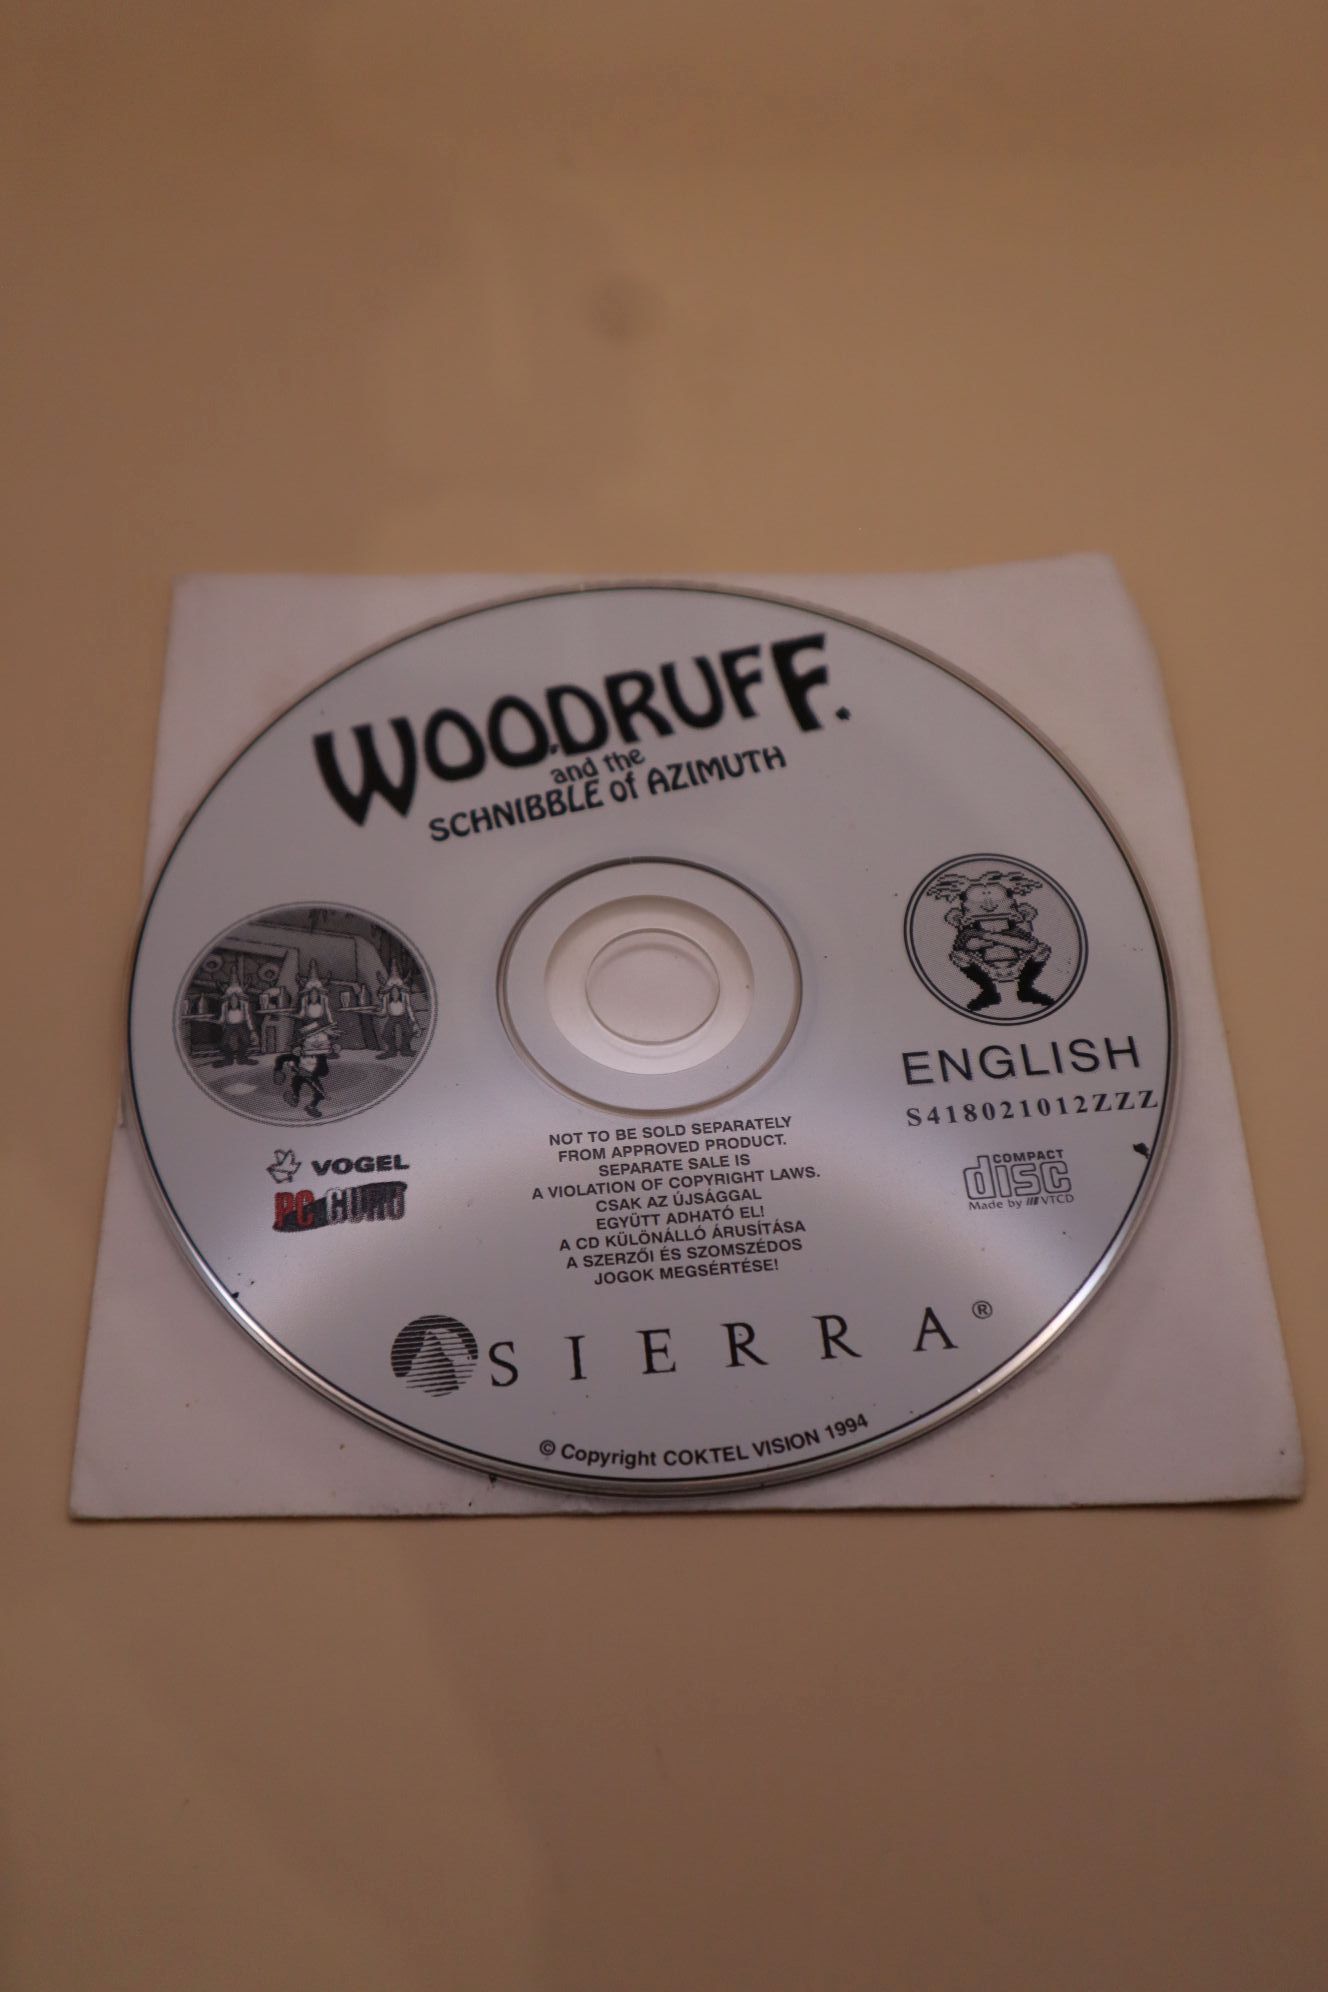 WOODRUFF.
and the
SCHNIBBLE of AZIMUTH
ENGLISH
S418021012ZZZ
VOGEL
PC GURU
NOT TO BE SOLD SEPARATELY
FROM APPROVED PRODUCT.
SEPARATE SALE IS
A VIOLATION OF COPYRIGHT LAWS.
CSAK AZ ÚJSÁGGAL
EGYÜTT ADHATÓ EL!
A CD KÜLÖNÁLLÓ ÁRUSÍTÁSA
A SZERZŐI ÉS SZOMSZÉDOS
JOGOK MEGSÉRTÉSE!
COMPACT
disc
Made by VTCD
SIERRA®
© Copyright COKTEL VISION 1994